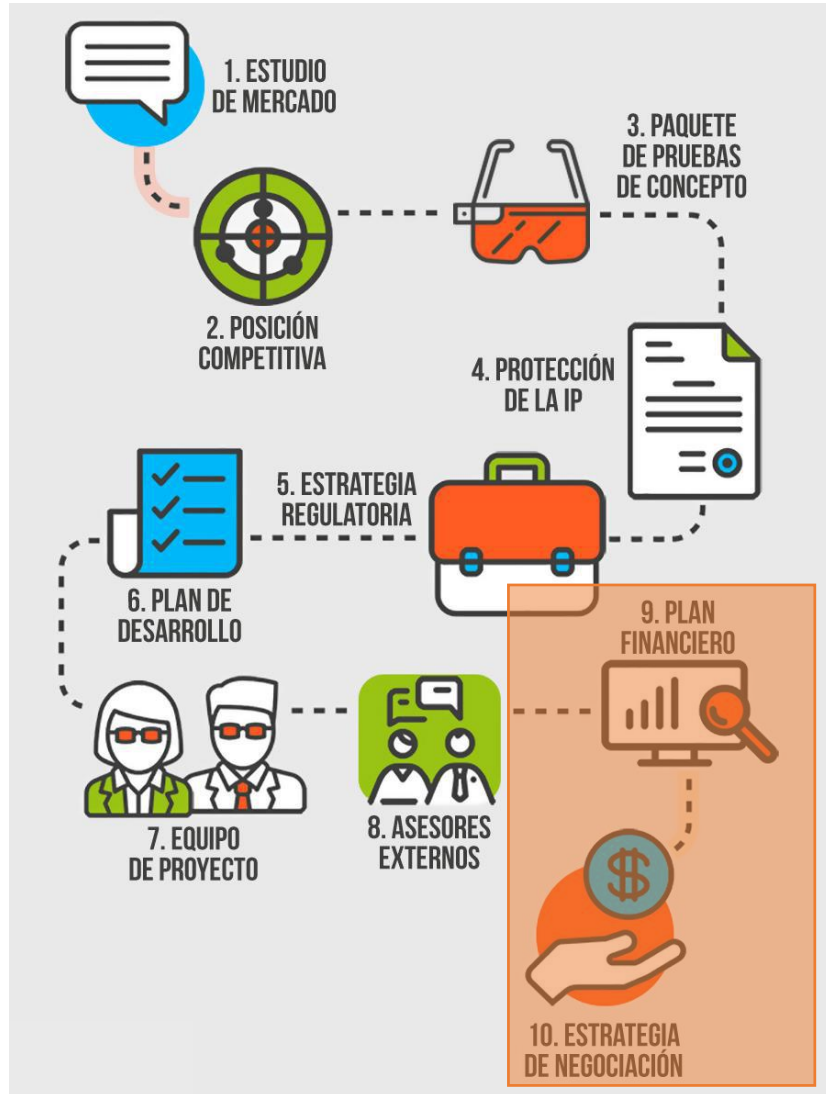 1. ESTUDIO
DE MERCADO
2. POSICIÓN
COMPETITIVA
3. PAQUETE
DE PRUEBAS
DE CONCEPTO
4. PROTECCIÓN
DE LA IP
5. ESTRATEGIA
REGULATORIA
6. PLAN DE
DESARROLLO
7. EQUIPO
DE PROYECTO
8. ASESORES
EXTERNOS
9. PLAN
FINANCIERO
$
10. ESTRATEGIA
DE NEGOCIACIÓN